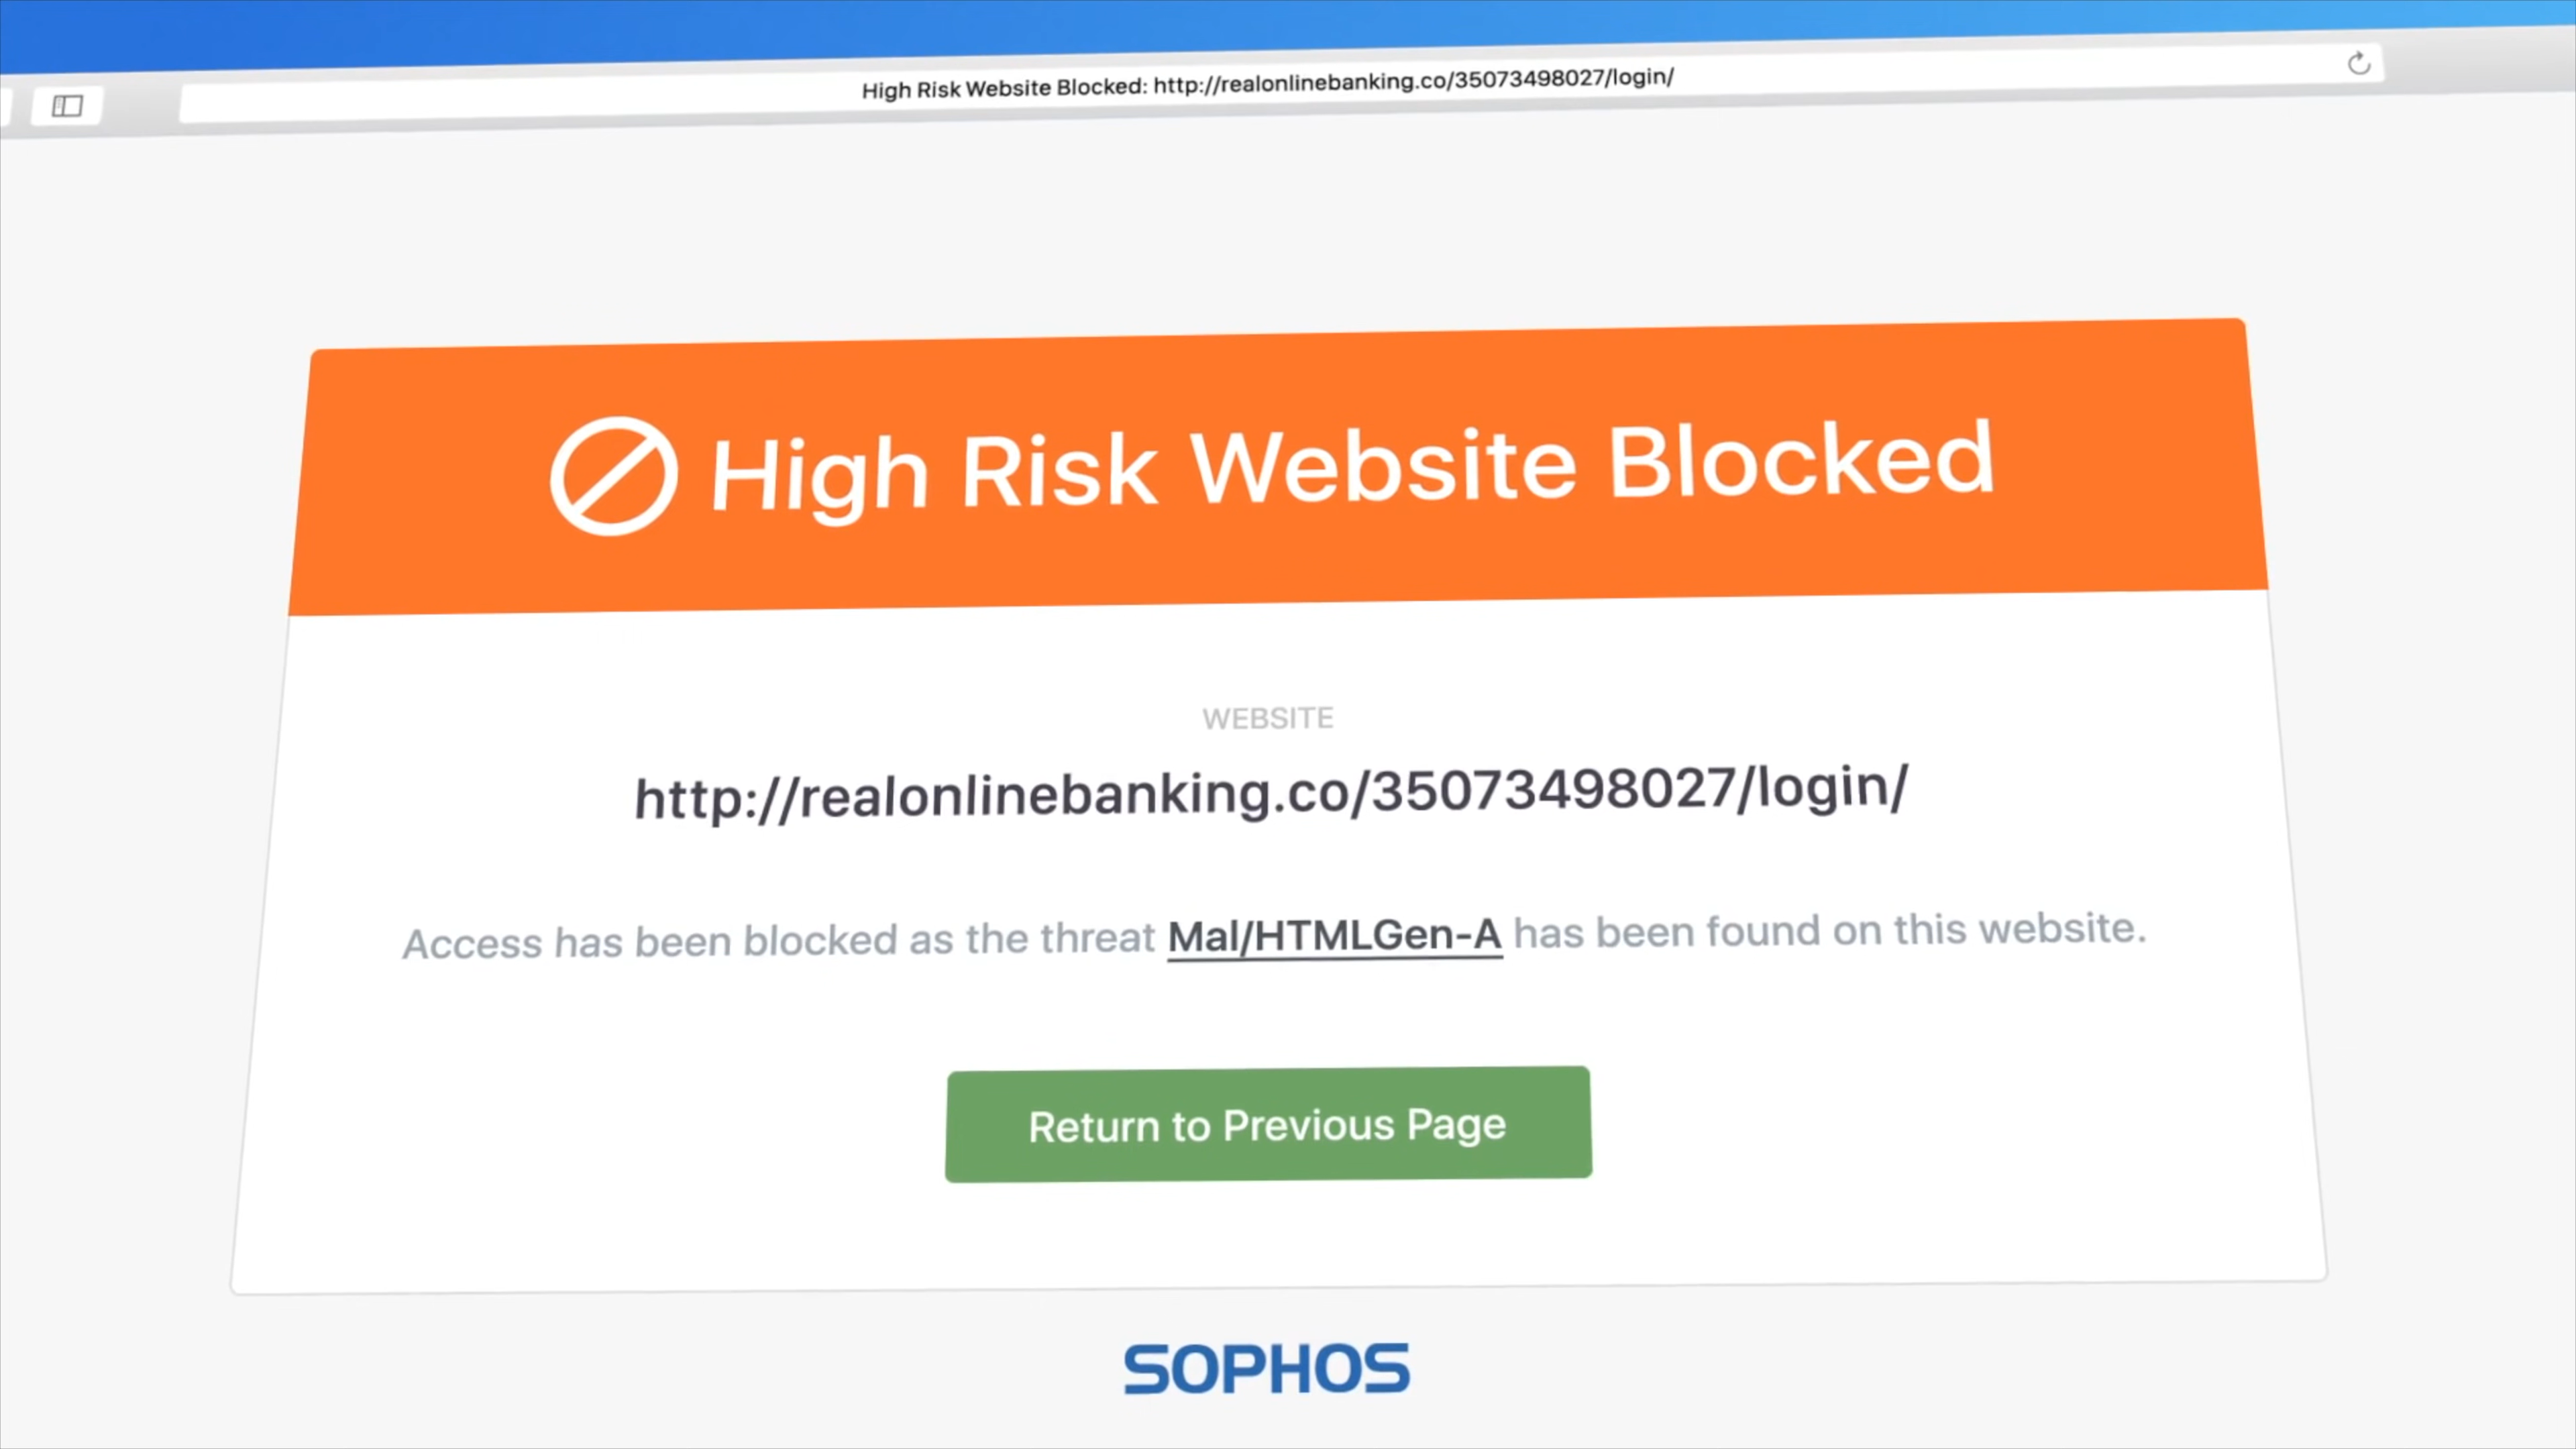 High Risk Website Blocked: http://realonlinebanking.co/35073498027/login/
High Risk Website Blocked
WEBSITE
http://realonlinebanking.co/35073498027/login/
Access has been blocked as the threat Mal/HTMLGen-A has been found on this website.
Return to Previous Page
SOPHOS